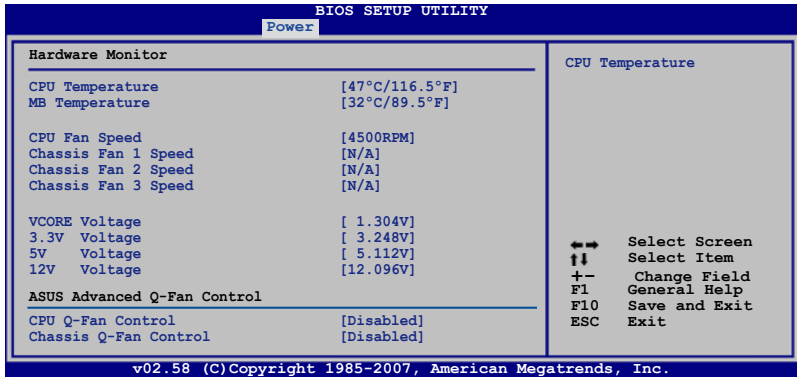 BIOS SETUP UTILITY
Power
Hardware Monitor
CPU Temperature [47°C/116.5°F]
MB Temperature [32°C/89.5°F]
CPU Fan Speed [4500RPM]
Chassis Fan 1 Speed [N/A]
Chassis Fan 2 Speed [N/A]
Chassis Fan 3 Speed [N/A]
VCORE Voltage [ 1.304V]
3.3V Voltage [ 3.248V]
5V Voltage [ 5.112V]
12V Voltage [12.096V]
ASUS Advanced Q-Fan Control
CPU Q-Fan Control [Disabled]
Chassis Q-Fan Control [Disabled]
CPU Temperature
←→ Select Screen
↑↓ Select Item
+- Change Field
F1 General Help
F10 Save and Exit
ESC Exit
v02.58 (C)Copyright 1985-2007, American Megatrends, Inc.